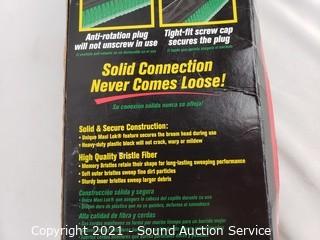 Anti-rotation plug
will not unscrew in use
Tight-fit screw cap
secures the plug
Solid Connection
Never Comes Loose!
Su conexión sólida nunca se afloja!
Solid & Secure Construction:
• Unique Maxi Lok® feature secures the broom head during use
• Heavy-duty plastic block will not crack, warp or mildew
High Quality Bristle Fiber
• Memory Bristles retain their shape for long-lasting sweeping performance
• Soft outer bristles sweep fine dirt particles
• Sturdy inner bristles sweep larger debris
Construcción sólida y segura
Alta calidad de fibra y cerdas
Copyright 2021 - Sound Auction Service